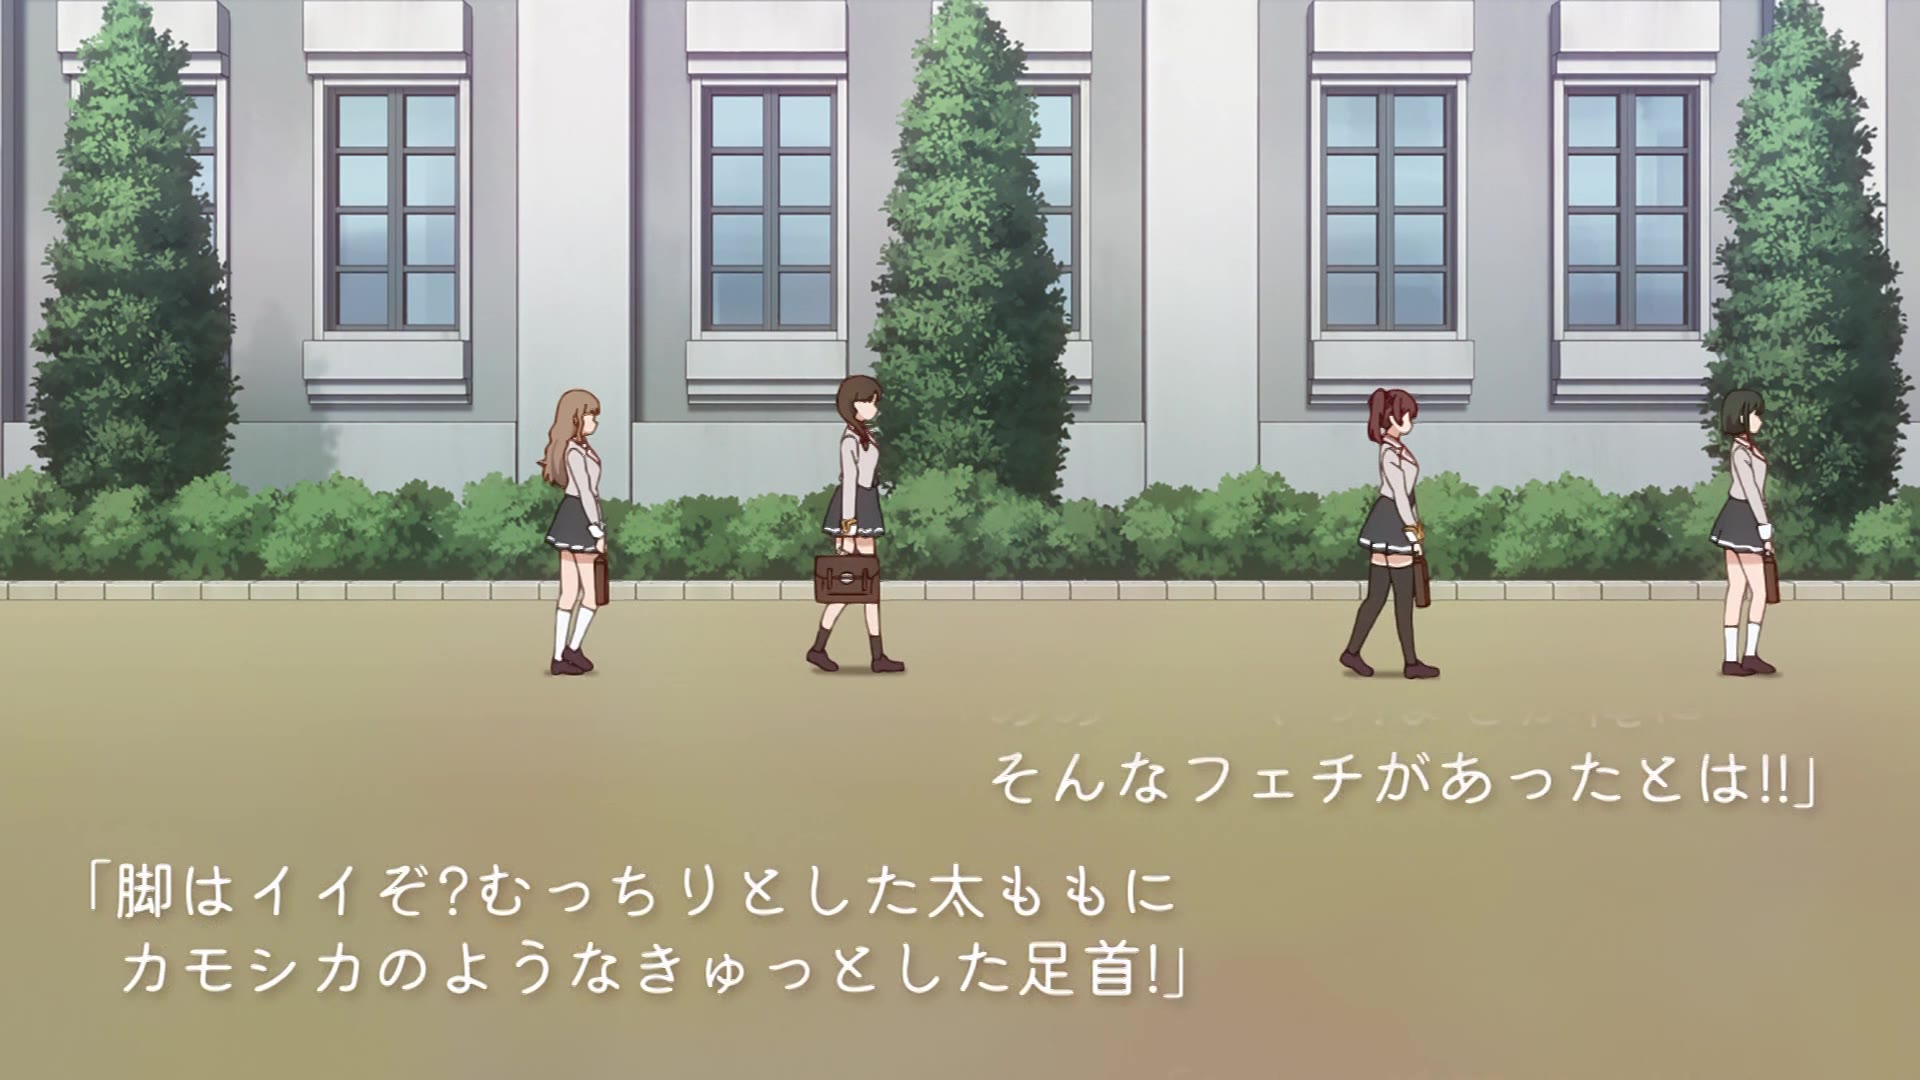 そんなフェチがあったとは!!」
「脚はイイぞ?むっちりとした太ももに
カモシカのようなきゅっとした足首!」